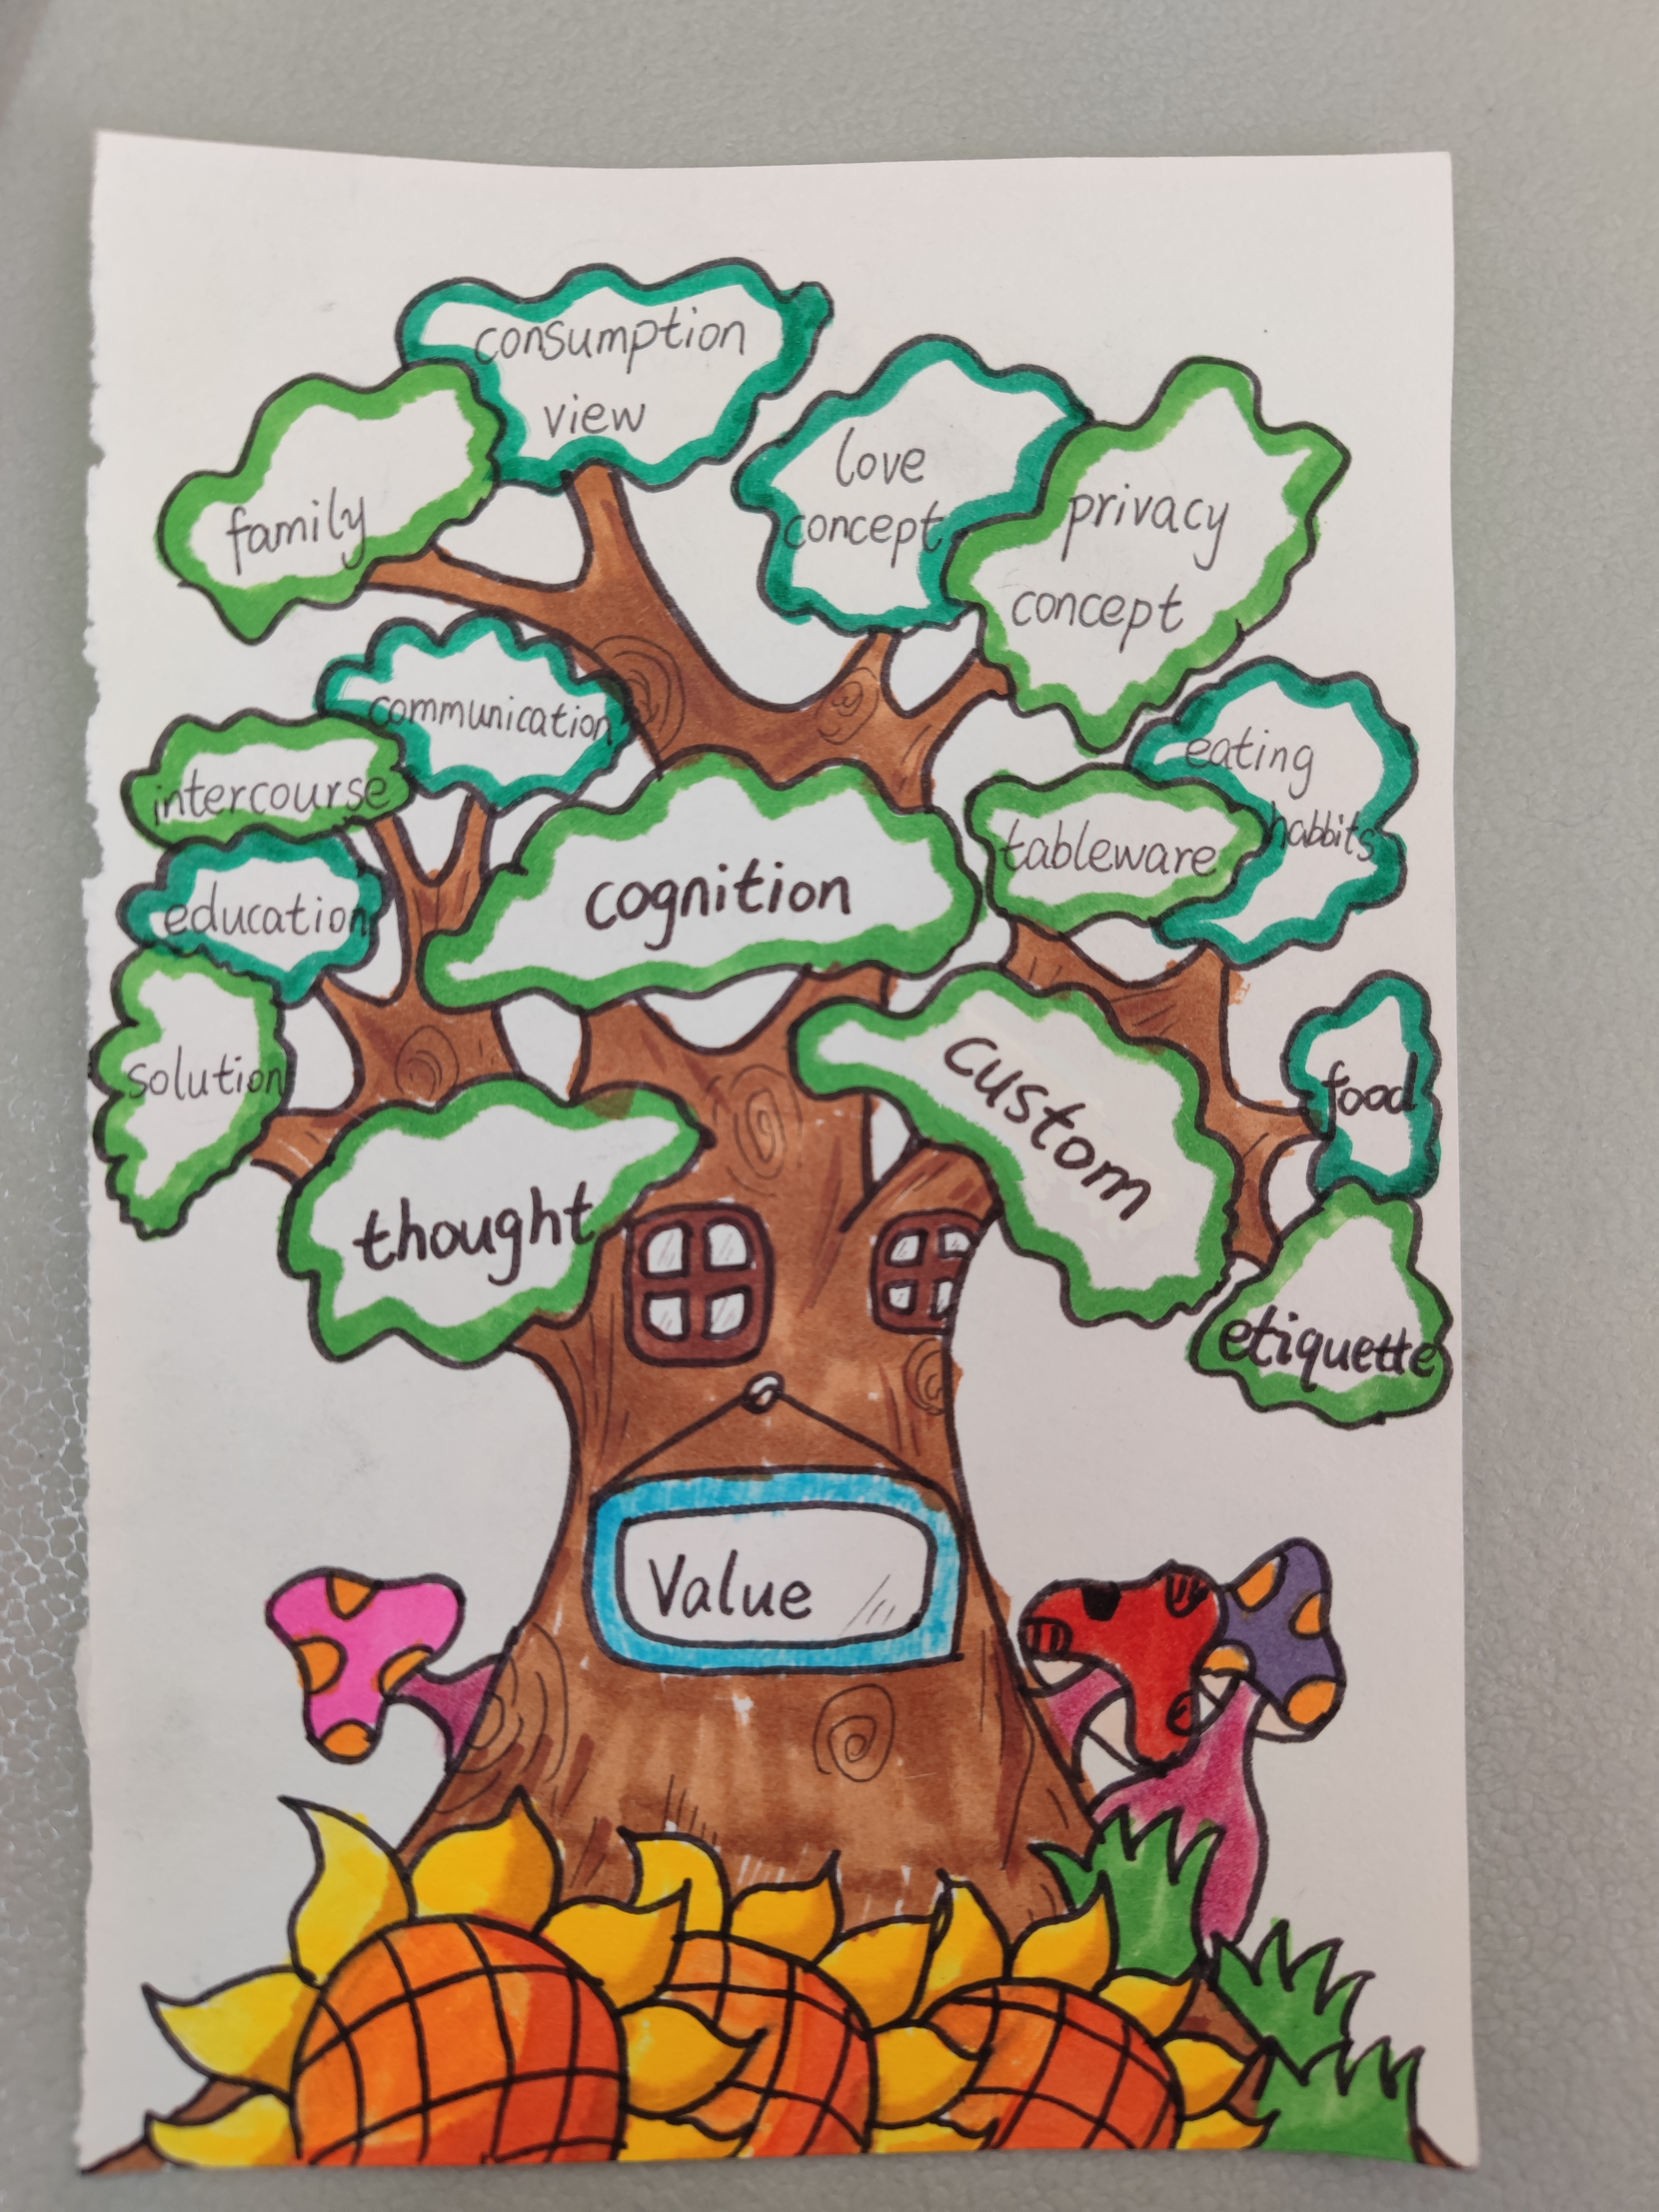 consumption
view
family
love
concept
privacy
concept
communication
intercourse
education
solution
cognition
tableware
eating
habbits
custom
food
thought
etiquette
Value